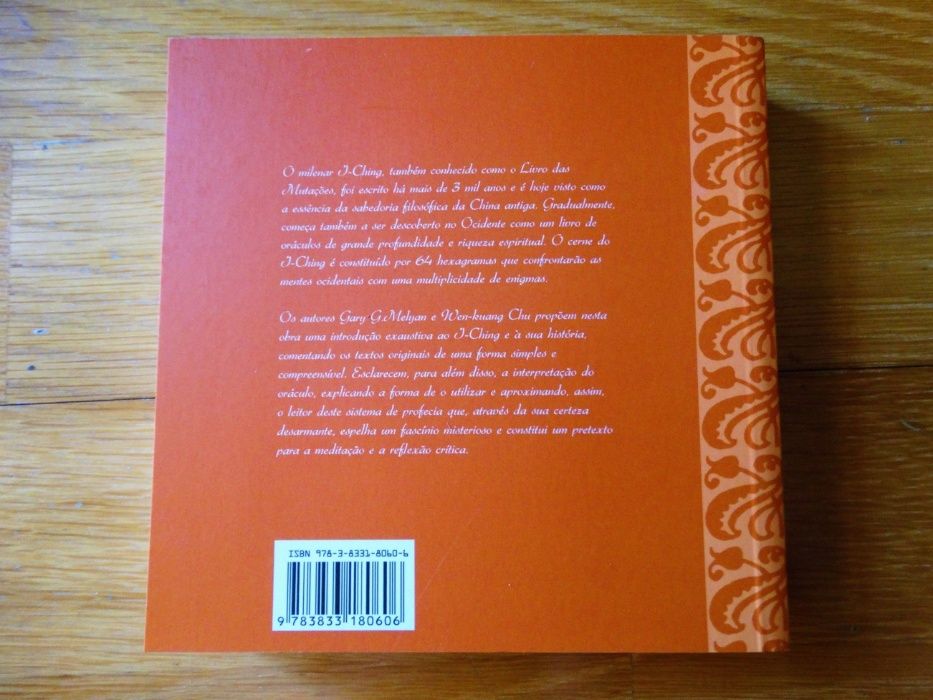 O milenar I-Ching, também conhecido como o Livro das
Mutações, foi escrito há mais de 3 mil anos e é hoje visto como
a essência da sabedoria filosófica da China antiga. Gradualmente,
começa também a ser descoberto no Ocidente como um livro de
oráculos de grande profundidade e riqueza espiritual. O cerne do
I-Ching é constituído por 64 hexagramas que confrontarão as
mentes ocidentais com uma multiplicidade de enigmas.
Os autores Gary G.Melyan e Wen-kuang Chu propõem nesta
obra uma introdução exaustiva ao I-Ching e à sua história,
comentando os textos originais de uma forma simples e
compreensível. Esclarecem, para além disso, a interpretação do
oráculo, explicando a forma de o utilizar e aproximando, assim,
o leitor deste sistema de profecia que, através da sua certeza
desarmante, espelha um fascínio misterioso e constitui um pretexto
para a meditação e a reflexão crítica.
ISBN 978-3-8331-8060-6
9 783833 180606